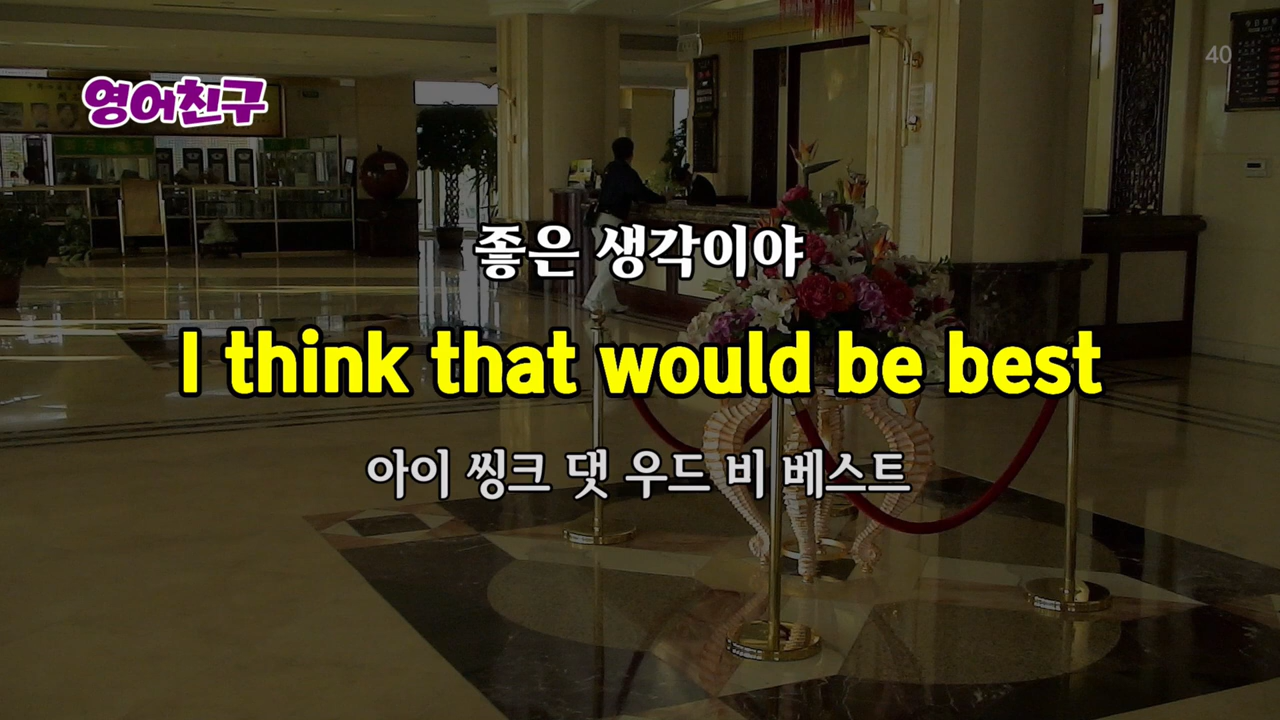 40
영어친구
좋은 생각이야
I think that would be best
아이 씽크 댓 우드 비 베스트